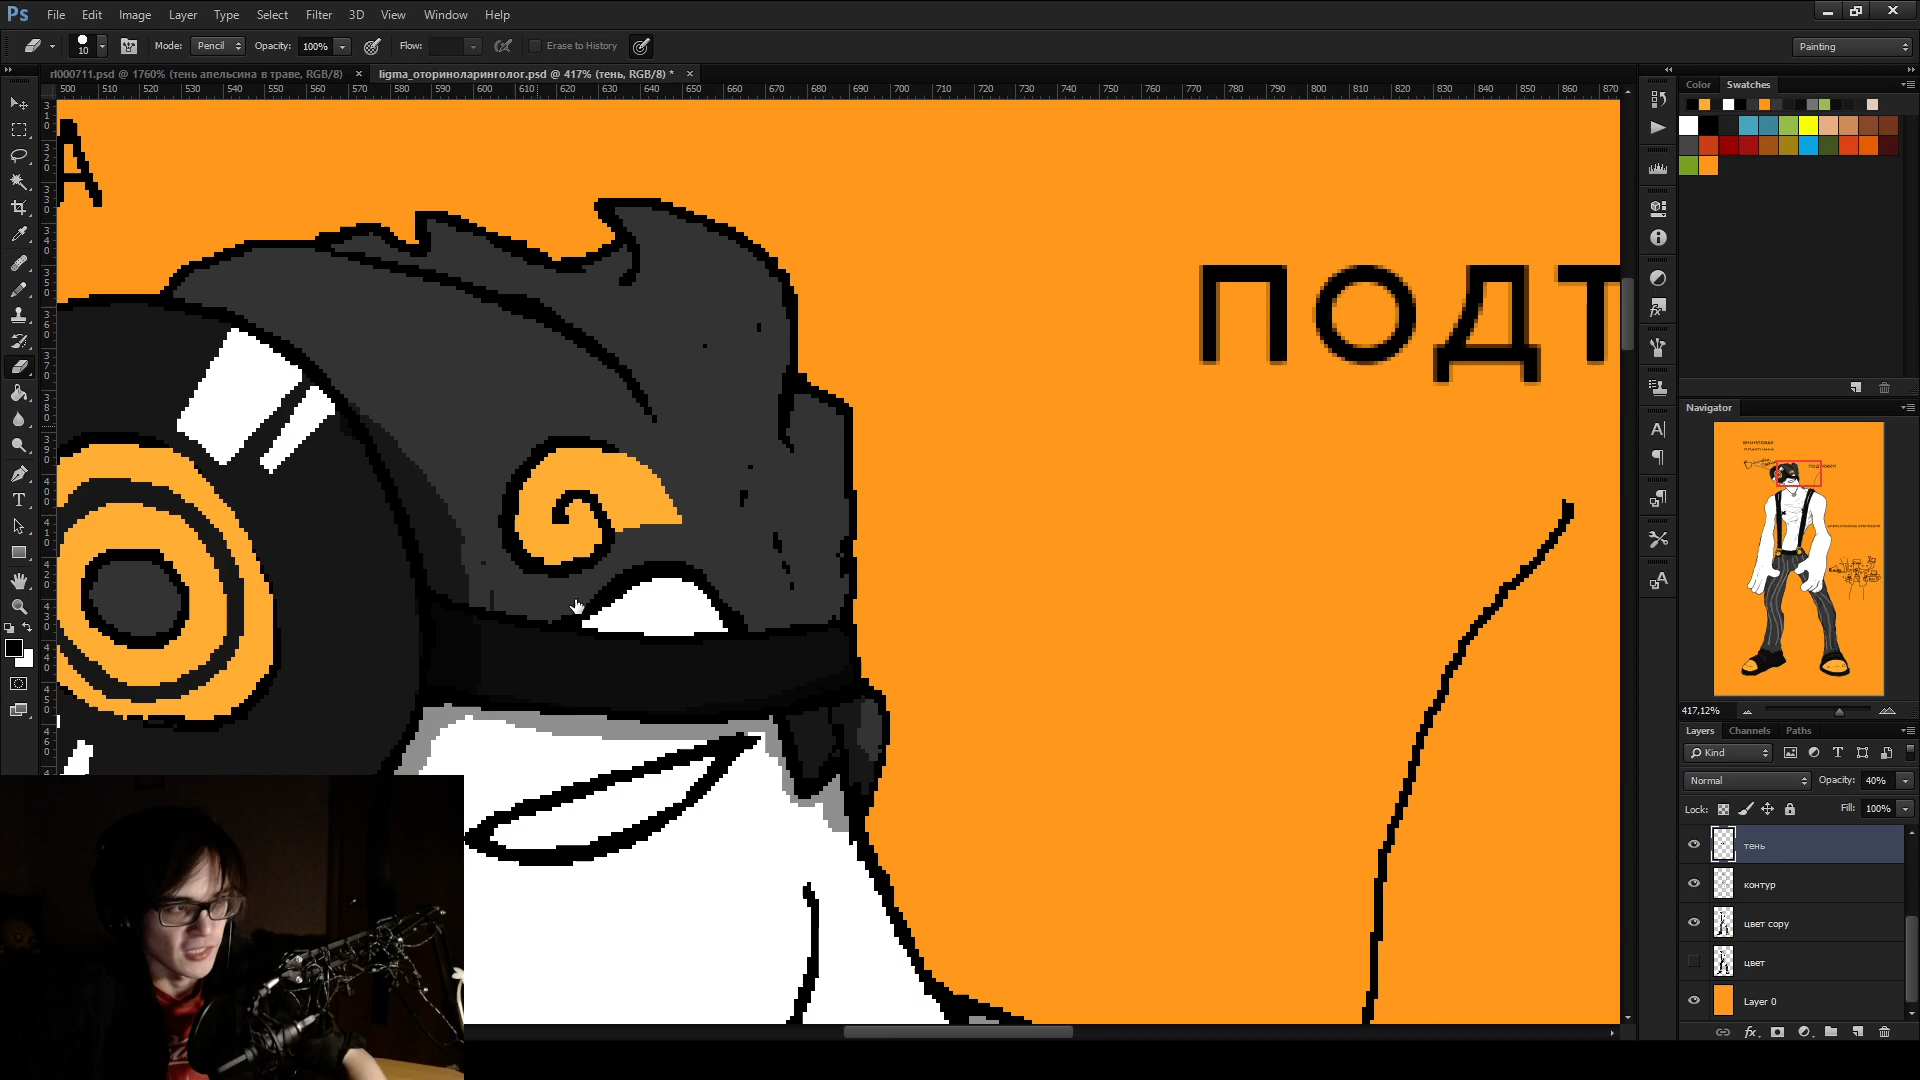 Ps File Edit Image Layer Type Select Filter 3D View Window Help
10 Mode: Pencil Opacity: 100% Flow: Erase to History Painting
rl000711.psd @ 1760% (тень апельсина в траве, RGB/8) × ligma_оториноларинголог.psd @ 417% (тень, RGB/8) * ×
500 510 520 530 540 550 560 570 580 590 600 610 620 630 640 650 660 670 680 690 700 710 720 730 740 750 760 770 780 790 800 810 820 830 840 850 860 870
Color Swatches
А
ПОДТ
Navigator
417,12%
Layers Channels Paths
Kind
Normal Opacity: 40%
Lock: Fill: 100%
тень
контур
цвет copy
цвет
Layer 0